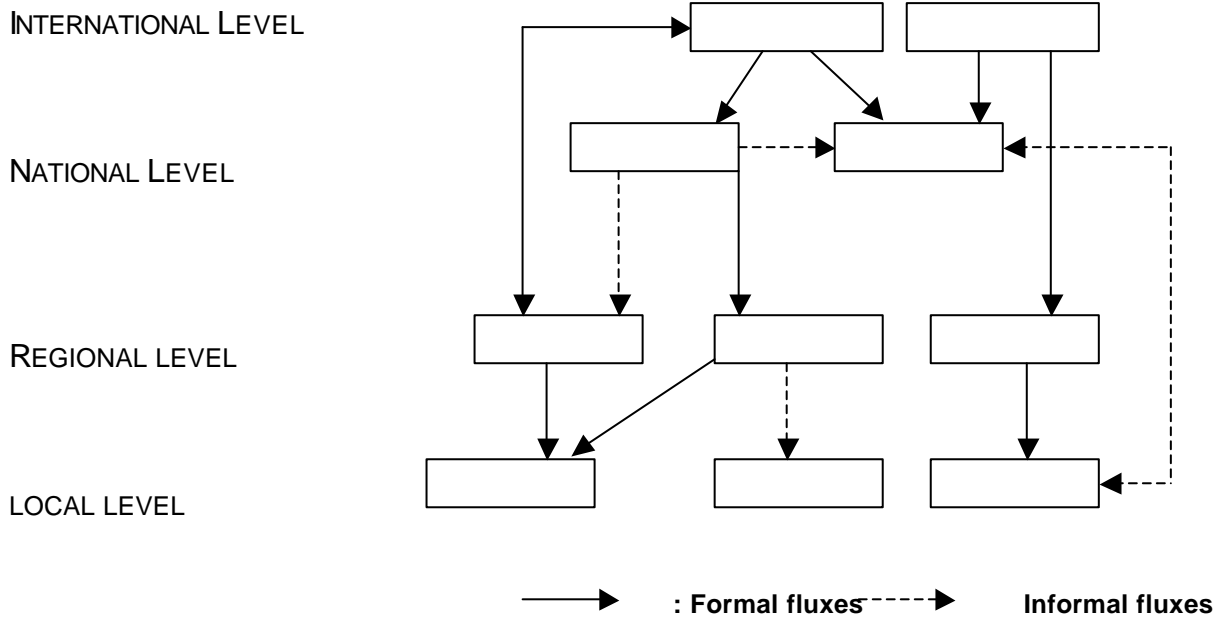 INTERNATIONAL LEVEL
NATIONAL LEVEL
REGIONAL LEVEL
LOCAL LEVEL
: Formal fluxes Informal fluxes